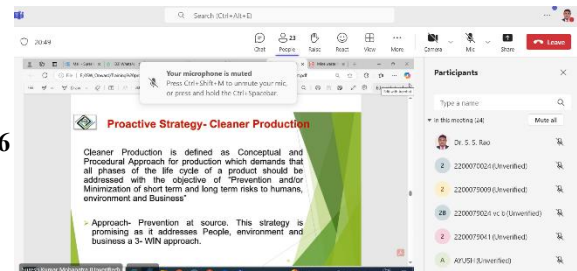 Search (Ctrl+Alt+E)
20:49
Chat
23
People
Raise
React
View
More
Camera
Mic
Share
Leave
Your microphone is muted
Press Ctrl+Shift+M to unmute your mic,
or press and hold the Ctrl+Spacebar.
6
Proactive Strategy- Cleaner Production
Cleaner Production is defined as Conceptual and
Procedural Approach for production which demands that
all phases of the life cycle of a product should be
addressed with the objective of "Prevention and/or
Minimization of short term and long term risks to humans,
environment and Business"
Approach- Prevention at source. This strategy is
promising as it addresses People, environment and
business a 3- WIN approach.
Participants
Type a name
In this meeting (24)
Mute all
Dr. S. S. Rao
2
2200070024 (Unverified)
2
2200079009 (Unverified)
2B
2200079024 vc b (Unverified)
2
2200079041 (Unverified)
A
AYUSH (Unverified)